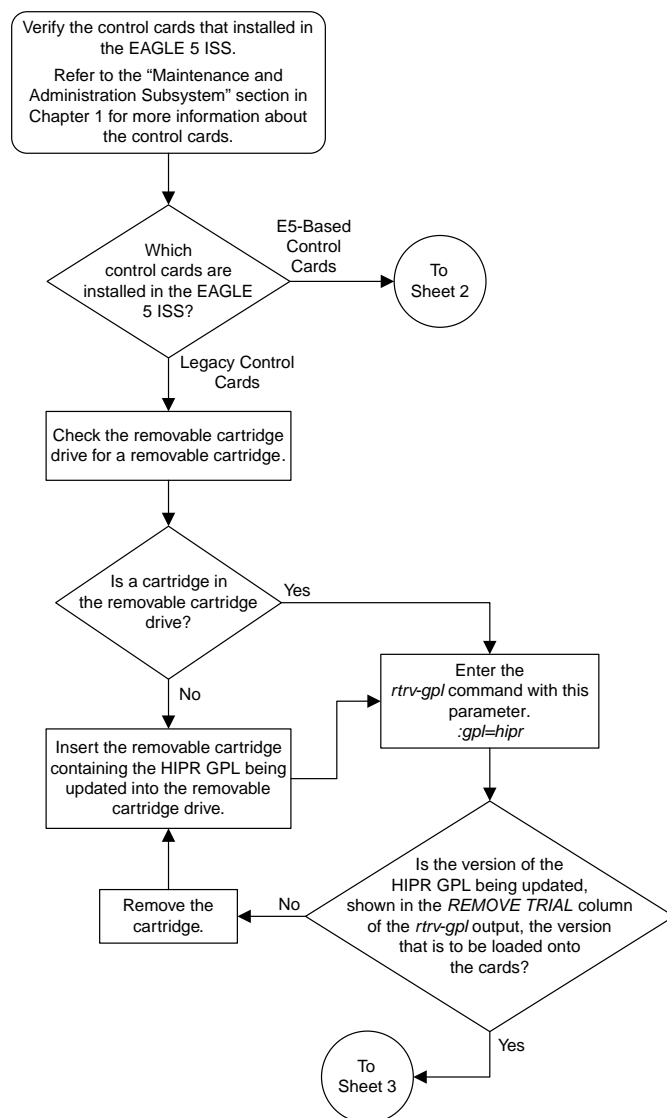 Verify the control cards that installed in
the EAGLE 5 ISS.
Refer to the “Maintenance and
Administration Subsystem” section in
Chapter 1 for more information about
the control cards.
Which
control cards are
installed in the EAGLE
5 ISS?
E5-Based
Control
Cards
To
Sheet 2
Legacy Control
Cards
Check the removable cartridge
drive for a removable cartridge.
Is a cartridge in
the removable cartridge
drive?
Yes
No
Enter the
rtrv-gpl command with this
parameter.
:gpl=hipr
Insert the removable cartridge
containing the HIPR GPL being
updated into the removable
cartridge drive.
Is the version of the
HIPR GPL being updated,
shown in the REMOVE TRIAL column
of the rtrv-gpl output, the version
that is to be loaded onto
the cards?
No
Remove the
cartridge.
Yes
To
Sheet 3